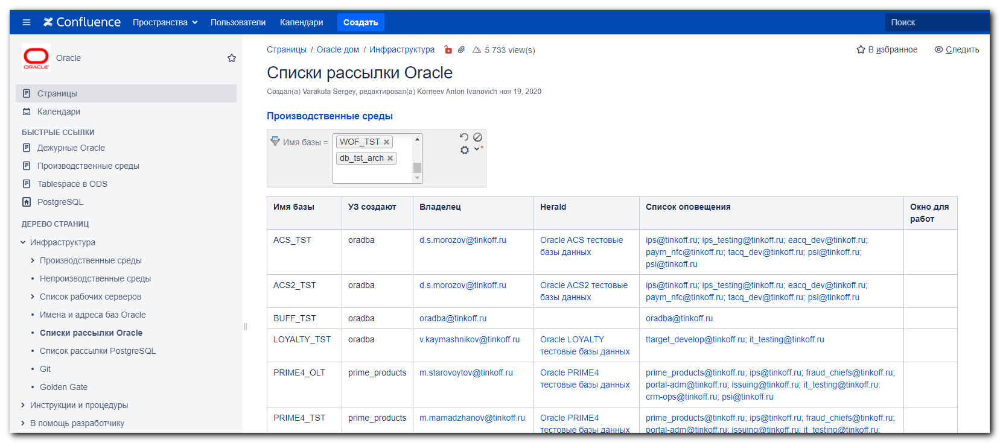 Confluence Пространства Пользователи Календари Создать Поиск
ORACLE
Oracle
Страницы
Календари
БЫСТРЫЕ ССЫЛКИ
Дежурные Oracle
Производственные среды
Tablespace в ODS
PostgreSQL
ДЕРЕВО СТРАНИЦ
Инфраструктура
Производственные среды
Непроизводственные среды
Список рабочих серверов
Имена и адреса баз Oracle
Списки рассылки Oracle
Список рассылки PostgreSQL
Git
Golden Gate
Инструкции и процедуры
В помощь разработчику
Страницы / Oracle дом / Инфраструктура 5 733 view(s)
В избранное Следить
Списки рассылки Oracle
Создал(а) Varakuta Sergey, редактировал(а) Korneev Anton Ivanovich ноя 19, 2020
Производственные среды
Имя базы =
WOF_TST
db_tst_arch
Имя базы УЗ создают Владелец Herald Список оповещения Окно для
работ
ACS_TST oradba d.s.morozov@tinkoff.ru Oracle ACS тестовые ips@tinkoff.ru; ips_testing@tinkoff.ru; eacq_dev@tinkoff.ru;
базы данных paym_nfc@tinkoff.ru; tacq_dev@tinkoff.ru; psi@tinkoff.ru;
psi@tinkoff.ru
ACS2_TST oradba d.s.morozov@tinkoff.ru Oracle ACS2 тестовые ips@tinkoff.ru; ips_testing@tinkoff.ru; eacq_dev@tinkoff.ru;
базы данных paym_nfc@tinkoff.ru; tacq_dev@tinkoff.ru; psi@tinkoff.ru
BUFF_TST oradba oradba@tinkoff.ru oradba@tinkoff.ru
LOYALTY_TST oradba v.kaymashnikov@tinkoff.ru Oracle LOYALTY ttarget_develop@tinkoff.ru; it_testing@tinkoff.ru
тестовые базы данных
PRIME4_OLT prime_products m.starovoytov@tinkoff.ru Oracle PRIME4 prime_products@tinkoff.ru; ips@tinkoff.ru; fraud_chiefs@tinkoff.ru;
тестовые базы данных portal-adm@tinkoff.ru; issuing@tinkoff.ru; it_testing@tinkoff.ru;
crm-ops@tinkoff.ru; psi@tinkoff.ru
PRIME4_TST prime_products m.mamadzhanov@tinkoff.ru Oracle PRIME4 prime_products@tinkoff.ru; ips@tinkoff.ru; fraud_chiefs@tinkoff.ru;
тестовые базы данных portal-adm@tinkoff.ru; issuing@tinkoff.ru; it_testing@tinkoff.ru;